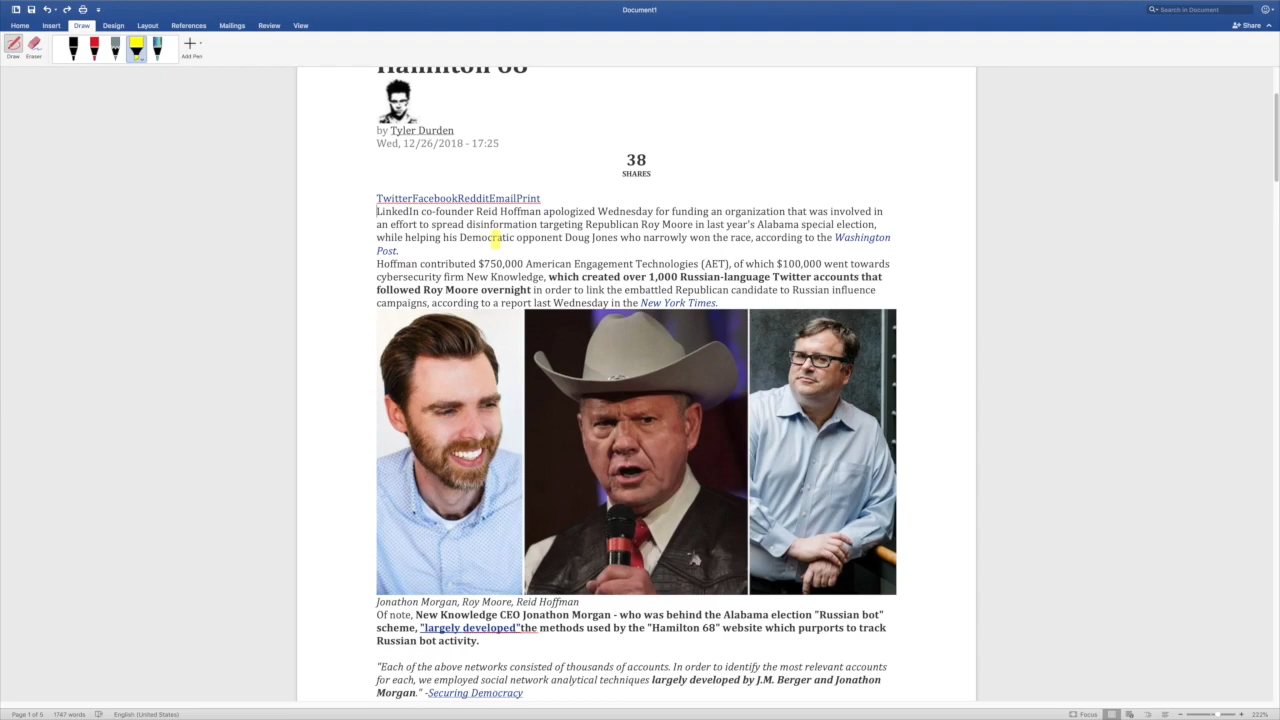 Document1
Search in Document
Home Insert Draw Design Layout References Mailings Review View
Share
Draw Eraser Add Pen
Hamilton 68
by Tyler Durden
Wed, 12/26/2018 - 17:25
38
SHARES
TwitterFacebookRedditEmailPrint
LinkedIn co-founder Reid Hoffman apologized Wednesday for funding an organization that was involved in
an effort to spread disinformation targeting Republican Roy Moore in last year's Alabama special election,
while helping his Democratic opponent Doug Jones who narrowly won the race, according to the Washington
Post.
Hoffman contributed $750,000 American Engagement Technologies (AET), of which $100,000 went towards
cybersecurity firm New Knowledge, which created over 1,000 Russian-language Twitter accounts that
followed Roy Moore overnight in order to link the embattled Republican candidate to Russian influence
campaigns, according to a report last Wednesday in the New York Times.
Jonathon Morgan, Roy Moore, Reid Hoffman
Of note, New Knowledge CEO Jonathon Morgan - who was behind the Alabama election "Russian bot"
scheme, "largely developed"the methods used by the "Hamilton 68" website which purports to track
Russian bot activity.
"Each of the above networks consisted of thousands of accounts. In order to identify the most relevant accounts
for each, we employed social network analytical techniques largely developed by J.M. Berger and Jonathon
Morgan." -Securing Democracy
Page 1 of 5 1747 words English (United States) Focus 222%